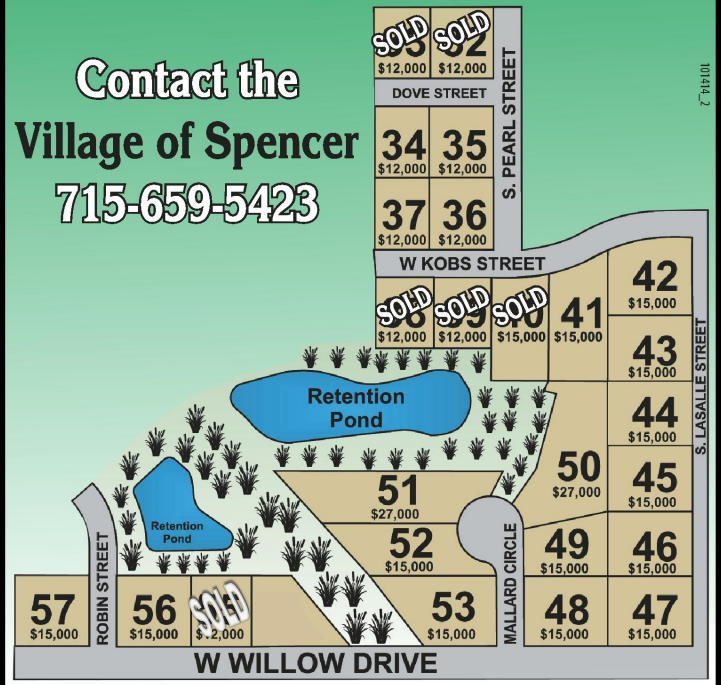 Contact the
Village of Spencer
715-659-5423
101414_2
SOLD
$12,000
SOLD
$12,000
DOVE STREET
S. PEARL STREET
34
$12,000
35
$12,000
37
$12,000
36
$12,000
W KOBS STREET
SOLD
$12,000
SOLD
$12,000
SOLD
$15,000
41
$15,000
42
$15,000
43
$15,000
S. LASALLE STREET
44
$15,000
45
$15,000
46
$15,000
47
$15,000
Retention
Pond
50
$27,000
51
$27,000
52
$15,000
49
$15,000
48
$15,000
MALLARD CIRCLE
53
$15,000
Retention
Pond
ROBIN STREET
57
$15,000
56
$15,000
SOLD
$12,000
W WILLOW DRIVE